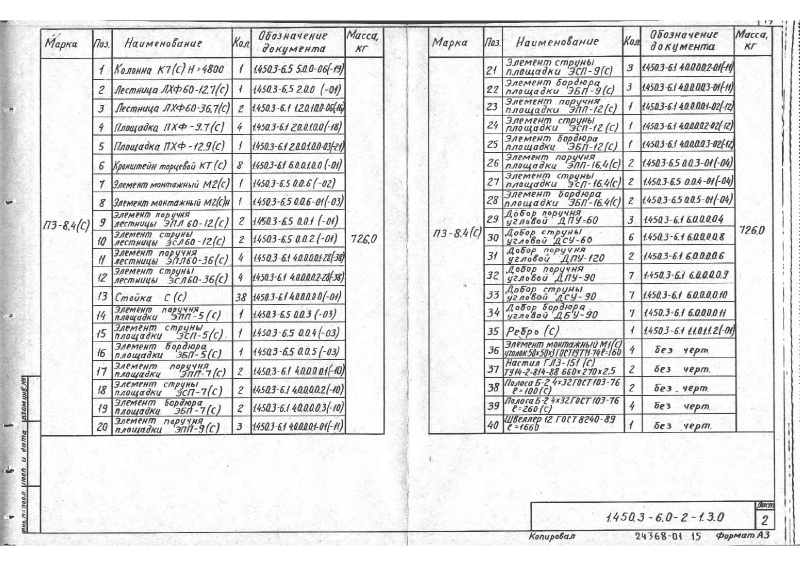 Марка Поз. Наименование Кол. Обозначение документа Масса, кг
ПЗ-8,4(С) 726,0
1 Колонна К7(С) Н=4800 1 1.450.3-6.5 5.0.0-06(-19)
2 Лестница ЛХФ60-12.7(С) 1 1.450.3-6.5 2.0.0 (-01)
3 Лестница ЛХФ60-36.7(С) 2 1.450.3-6.1
4 Площадка ПХФ-9.7(С) 4 1.450.3-6.1 2.0.0.1.0.0(-18)
5 Площадка ПХФ-12.9(С) 1 1.450.3-6.1 2.0.0.1.0.0-03(-21)
6 Кронштейн торцевой КТ(С) 8 1.450.3-6.1 6.0.0.1.0.0 (-01)
7 Элемент монтажный М2(С) 1 1.450.3-6.5 0.0.6 (-02)
8 Элемент монтажный М2(С)н 1 1.450.3-6.5 0.0.6-01(-03)
9 Элемент поручня
лестницы ЭПЛ 60-12(С) 2 1.450.3-6.5 0.0.1 (-01)
10 Элемент струны
лестницы ЭСЛ60-12(С) 2 1.450.3-6.5 0.0.2 (-01)
11 Элемент поручня
лестницы ЭПЛ60-36(С) 4 1.450.3-6.1 4.0.0.0.0.1-28(-38)
12 Элемент струны
лестницы ЭСЛ60-36(С) 4 1.450.3-6.1 4.0.0.0.0.2-28(-38)
13 Стойка С (С) 38 1.450.3-6.1 4.0.0.0.0.0(-01)
14 Элемент поручня
площадки ЭПП-5(С) 1 1.450.3-6.5 0.0.3 (-03)
15 Элемент струны
площадки ЭСП-5(С) 1 1.450.3-6.5 0.0.4 (-03)
16 Элемент бордюра
площадки ЭБП-5(С) 1 1.450.3-6.5 0.0.5 (-03)
17 Элемент поручня
площадки ЭПП-7(С) 2 1.450.3-6.1 4.0.0.0.0.1(-10)
18 Элемент струны
площадки ЭСП-7(С) 2 1.450.3-6.1 4.0.0.0.0.2(-10)
19 Элемент бордюра
площадки ЭБП-7(С) 2 1.450.3-6.1 4.0.0.0.0.3(-10)
20 Элемент поручня
площадки ЭПП-9(С) 3 1.450.3-6.1 4.0.0.0.0.1-01(-11)
Марка Поз. Наименование Кол Обозначение документа Масса, кг
ПЗ-8,4(С) 726,0
21 Элемент струны
площадки ЭСП-9(С) 3 1.450.3-6.1 4.0.0.0.0.2-01(-11)
22 Элемент бордюра
площадки ЭБП-9(С) 3 1.450.3-6.1 4.0.0.0.0.3-01(-11)
23 Элемент поручня
площадки ЭПП-12(С) 1 1.450.3-6.1 4.0.0.0.0.1-02(-12)
24 Элемент струны
площадки ЭСП-12(С) 1 1.450.3-6.1 4.0.0.0.0.2-02(-12)
25 Элемент бордюра
площадки ЭБП-12(С) 1 1.450.3-6.1 4.0.0.0.0.3-02(-12)
26 Элемент поручня
площадки ЭПП-16.4(С) 2 1.450.3-6.5 0.0.3-01(-04)
27 Элемент струны
площадки ЭСП-16.4(С) 2 1.450.3-6.5 0.0.4-01(-04)
28 Элемент бордюра
площадки ЭБП-16.4(С) 2 1.450.3-6.5 0.0.5-01(-04)
29 Добор поручня
угловой ДПУ-60 3 1.450.3-6.1 6.0.0.0.0.4
30 Добор струны
угловой ДСУ-60 6 1.450.3-6.1 6.0.0.0.0.8
31 Добор поручня
угловой ДПУ-120 2 1.450.3-6.1 6.0.0.0.0.6
32 Добор поручня
угловой ДПУ-90 7 1.450.3-6.1 6.0.0.0.0.9
33 Добор струны
угловой ДСУ-90 7 1.450.3-6.1 6.0.0.0.0.10
34 Добор бордюра
угловой ДБУ-90 7 1.450.3-6.1 6.0.0.0.0.11
35 Ребро (С) 1 1.450.3-6.1 1.1.0.1.1.2(-01)
36 Элемент монтажный М1(С)
уголок 50х50х5 ГОСТ 19771-74 ℓ=160 4 без черт.
37 Настил ГЛЗ-151 (С)
ТУ14-2-814-88 660×270×2.5 2 без черт.
38 Полоса Б-2 4×32 ГОСТ 103-76
ℓ=100(С) 2 без черт.
39 Полоса Б-2 4×32 ГОСТ 103-76
ℓ=260(С) 4 без черт.
40 Швеллер 12 ГОСТ 8240-89
ℓ=1660 1 без черт.
Инв.№ подл. Подп. и дата Взам.инв.№
1.450.3-6.0-2-1.3.0
Лист
2
Копировал 24368-01 15 Формат А3